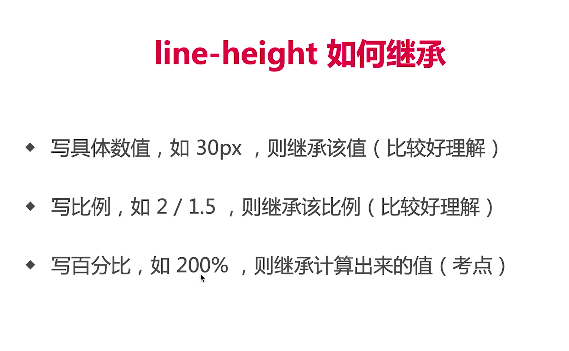 line-height 如何继承
◆ 写具体数值，如 30px ，则继承该值（比较好理解）
◆ 写比例，如 2 / 1.5 ，则继承该比例（比较好理解）
◆ 写百分比，如 200% ，则继承计算出来的值（考点）